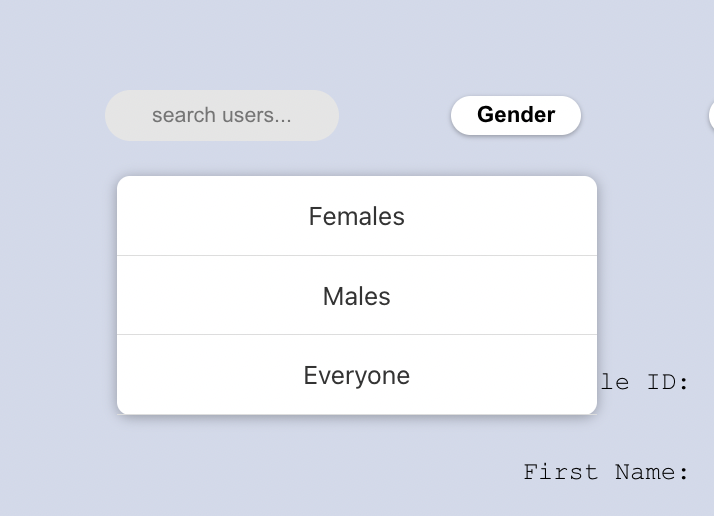 search users...
Gender
Females
Males
Everyone
le ID:
First Name: